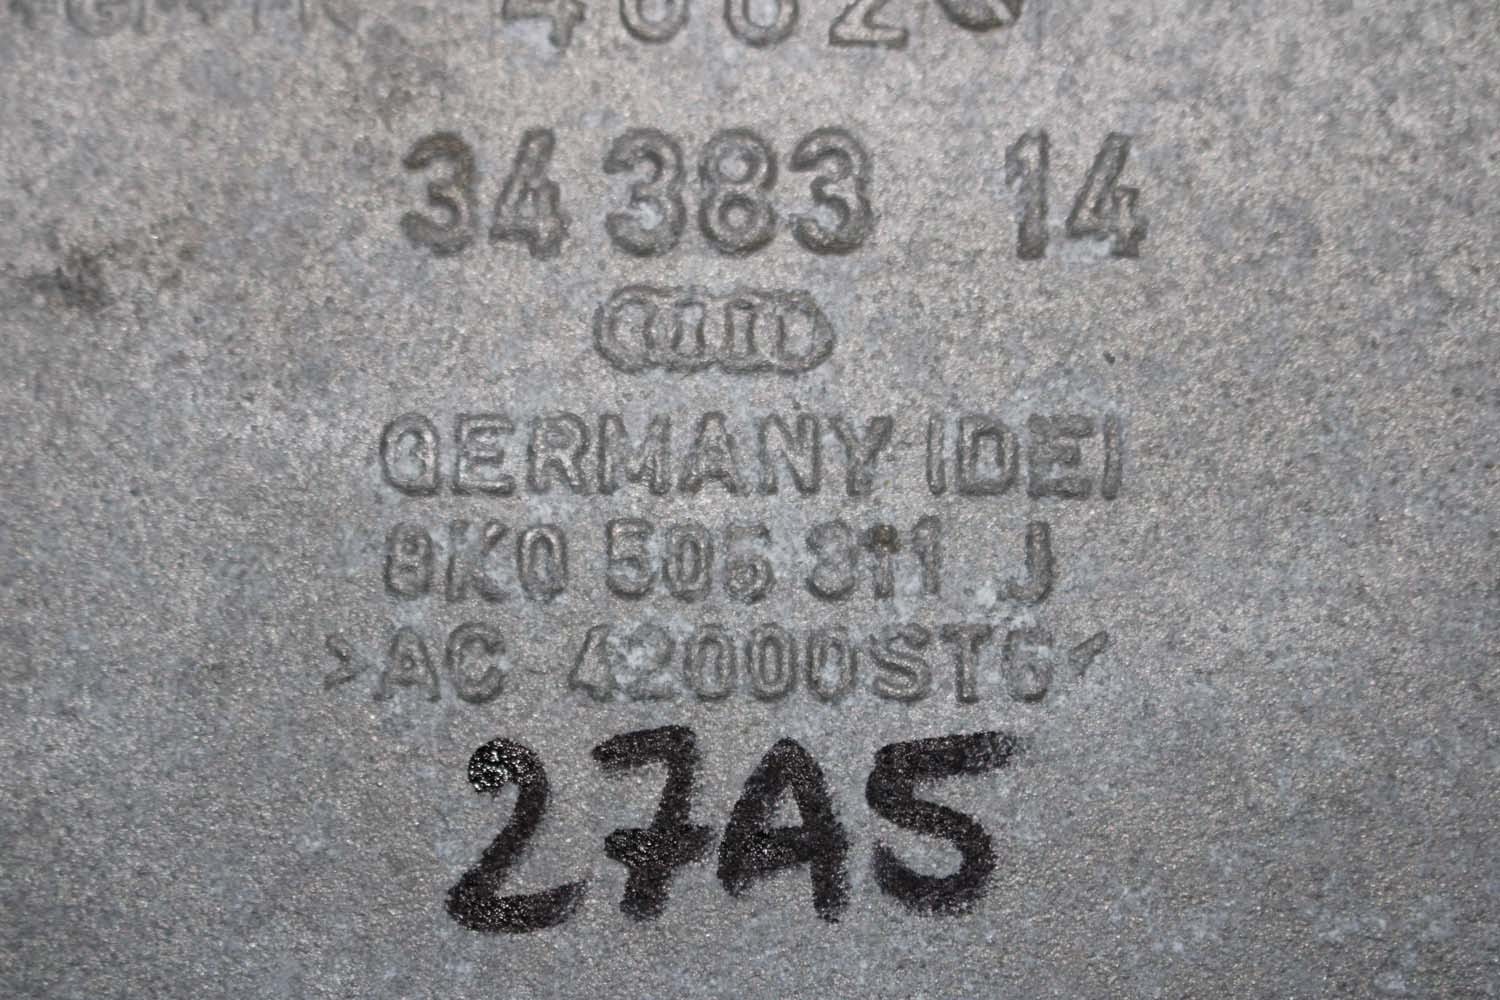 34 383 14
GERMANY IDEI
8K0 505 311 J
>AC-42000ST6<
27A5